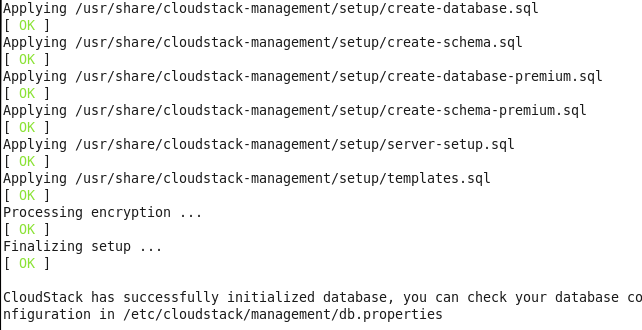 Applying /usr/share/cloudstack-management/setup/create-database.sql
[ OK ]
Applying /usr/share/cloudstack-management/setup/create-schema.sql
[ OK ]
Applying /usr/share/cloudstack-management/setup/create-database-premium.sql
[ OK ]
Applying /usr/share/cloudstack-management/setup/create-schema-premium.sql
[ OK ]
Applying /usr/share/cloudstack-management/setup/server-setup.sql
[ OK ]
Applying /usr/share/cloudstack-management/setup/templates.sql
[ OK ]
Processing encryption ...
[ OK ]
Finalizing setup ...
[ OK ]
CloudStack has successfully initialized database, you can check your database co
nfiguration in /etc/cloudstack/management/db.properties